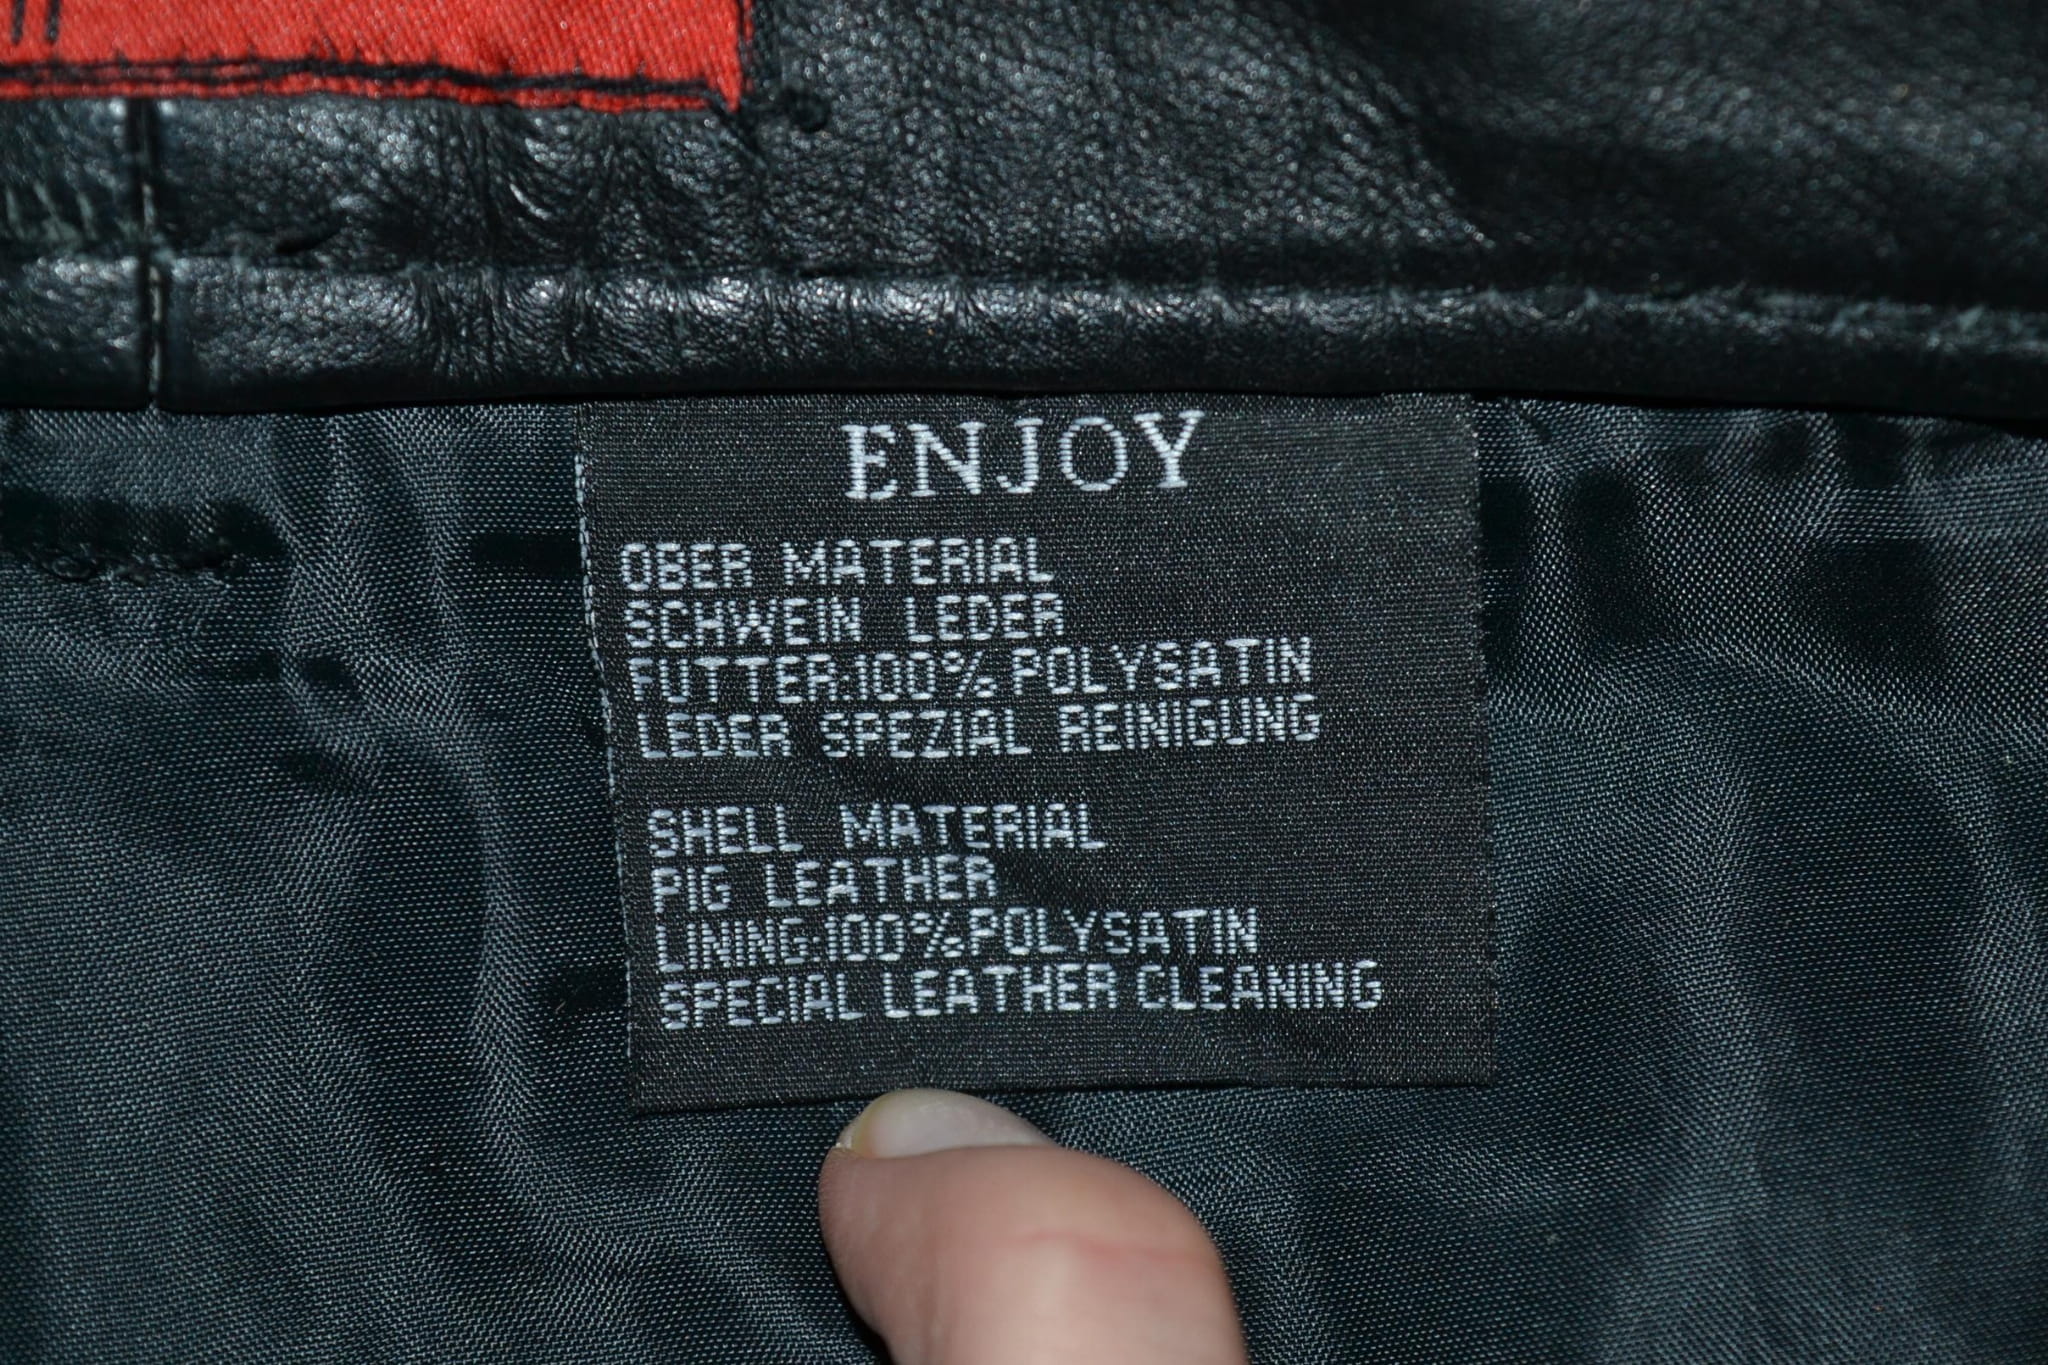 ENJOY
OBER MATERIAL
SCHWEIN LEDER
FUTTER:100% POLYSATIN
LEDER SPEZIAL REINIGUNG
SHELL MATERIAL
PIG LEATHER
LINING:100%POLYSATIN
SPECIAL LEATHER CLEANING